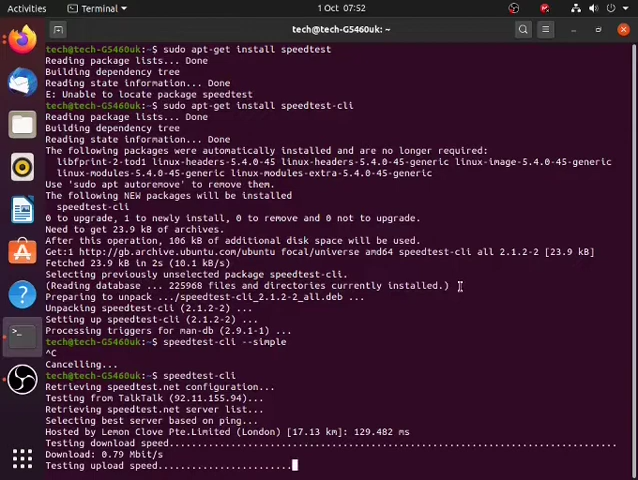 Activities
Terminal
1 Oct 07:52
tech@tech-G5460uk: ~
tech@tech-G5460uk:~$ sudo apt-get install speedtest
Reading package lists... Done
Building dependency tree
Reading state information... Done
E: Unable to locate package speedtest
tech@tech-G5460uk:~$ sudo apt-get install speedtest-cli
Reading package lists... Done
Building dependency tree
Reading state information... Done
The following packages were automatically installed and are no longer required:
libfprint-2-tod1 linux-headers-5.4.0-45 linux-headers-5.4.0-45-generic linux-image-5.4.0-45-generic
linux-modules-5.4.0-45-generic linux-modules-extra-5.4.0-45-generic
Use 'sudo apt autoremove' to remove them.
The following NEW packages will be installed
speedtest-cli
0 to upgrade, 1 to newly install, 0 to remove and 0 not to upgrade.
Need to get 23.9 kB of archives.
After this operation, 106 kB of additional disk space will be used.
Get:1 http://gb.archive.ubuntu.com/ubuntu focal/universe amd64 speedtest-cli all 2.1.2-2 [23.9 kB]
Fetched 23.9 kB in 2s (10.1 kB/s)
Selecting previously unselected package speedtest-cli.
(Reading database ... 225968 files and directories currently installed.)
Preparing to unpack .../speedtest-cli_2.1.2-2_all.deb ...
Unpacking speedtest-cli (2.1.2-2) ...
Setting up speedtest-cli (2.1.2-2) ...
Processing triggers for man-db (2.9.1-1) ...
tech@tech-G5460uk:~$ speedtest-cli --simple
^C
Cancelling...
tech@tech-G5460uk:~$ speedtest-cli
Retrieving speedtest.net configuration...
Testing from TalkTalk (92.11.155.94)...
Retrieving speedtest.net server list...
Selecting best server based on ping...
Hosted by Lemon Clove Pte.Limited (London) [17.13 km]: 129.482 ms
Testing download speed................................................................................
Download: 0.79 Mbit/s
Testing upload speed........................